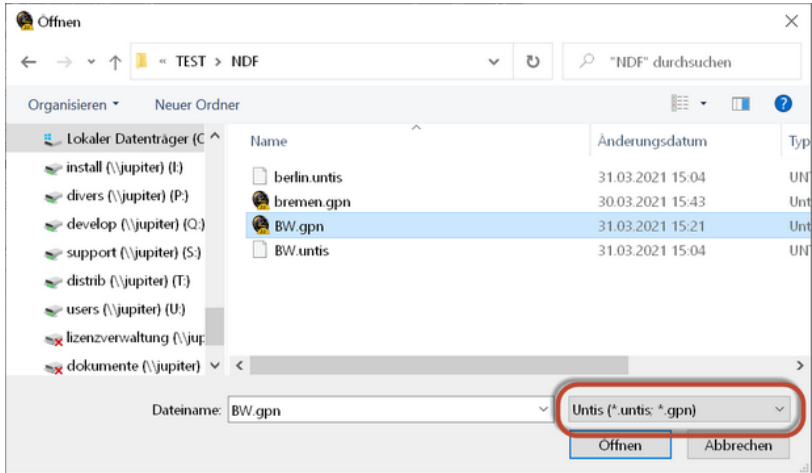 Öffnen
« TEST > NDF
"NDF" durchsuchen
Organisieren
Neuer Ordner
Lokaler Datenträger (C
install (\\jupiter) (I:)
divers (\\jupiter) (P:)
develop (\\jupiter) (Q:)
support (\\jupiter) (S:)
distrib (\\jupiter) (T:)
users (\\jupiter) (U:)
lizenzverwaltung (\\jup
dokumente (\\jupiter)
Name Änderungsdatum Typ
berlin.untis 31.03.2021 15:04 UNT
bremen.gpn 30.03.2021 15:43 Unt
BW.gpn 31.03.2021 15:21 Unt
BW.untis 31.03.2021 15:04 UNT
Dateiname: BW.gpn
Untis (*.untis; *.gpn)
Öffnen
Abbrechen